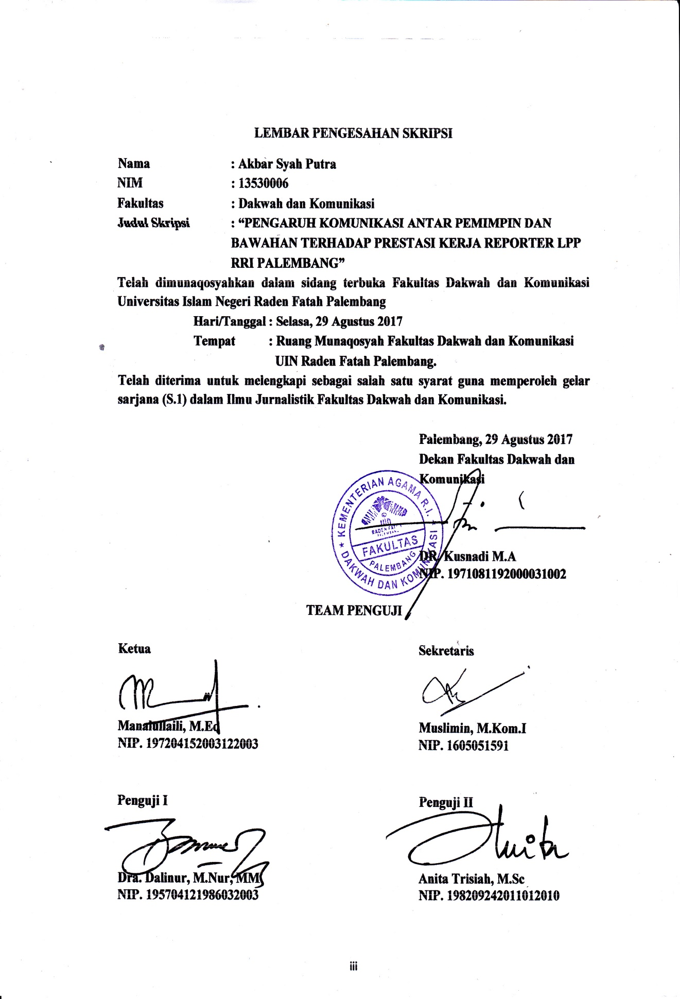 LEMBAR PENGESAHAN SKRIPSI
Nama : Akbar Syah Putra
NIM : 13530006
Fakultas : Dakwah dan Komunikasi
Judul Skripsi : “PENGARUH KOMUNIKASI ANTAR PEMIMPIN DAN
BAWAHAN TERHADAP PRESTASI KERJA REPORTER LPP
RRI PALEMBANG”
Telah dimunaqosyahkan dalam sidang terbuka Fakultas Dakwah dan Komunikasi
Universitas Islam Negeri Raden Fatah Palembang
Hari/Tanggal : Selasa, 29 Agustus 2017
Tempat : Ruang Munaqosyah Fakultas Dakwah dan Komunikasi
UIN Raden Fatah Palembang.
Telah diterima untuk melengkapi sebagai salah satu syarat guna memperoleh gelar
sarjana (S.1) dalam Ilmu Jurnalistik Fakultas Dakwah dan Komunikasi.
Palembang, 29 Agustus 2017
Dekan Fakultas Dakwah dan
Komunikasi
KEMENTERIAN AGAMA R.I.
UIN
RADEN FATAH
PALEMBANG
FAKULTAS
PALEMBANG
DAKWAH DAN KOMUNIKASI
DR. Kusnadi M.A
NIP. 1971081192000031002
TEAM PENGUJI
Ketua
Manalullaili, M.Ed
NIP. 197204152003122003
Sekretaris
Muslimin, M.Kom.I
NIP. 1605051591
Penguji I
Dra. Dalinur, M.Nur, MM
NIP. 195704121986032003
Penguji II
Anita
Anita Trisiah, M.Sc
NIP. 198209242011012010
iii